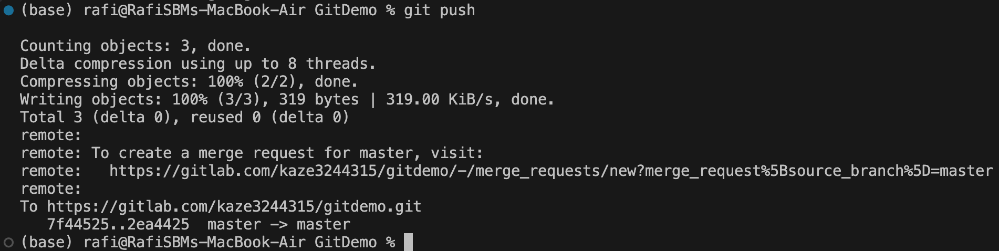 (base) rafi@RafiSBMs-MacBook-Air GitDemo % git push
Counting objects: 3, done.
Delta compression using up to 8 threads.
Compressing objects: 100% (2/2), done.
Writing objects: 100% (3/3), 319 bytes | 319.00 KiB/s, done.
Total 3 (delta 0), reused 0 (delta 0)
remote:
remote: To create a merge request for master, visit:
remote:   https://gitlab.com/kaze3244315/gitdemo/-/merge_requests/new?merge_request%5Bsource_branch%5D=master
remote:
To https://gitlab.com/kaze3244315/gitdemo.git
   7f44525..2ea4425  master -> master
(base) rafi@RafiSBMs-MacBook-Air GitDemo %